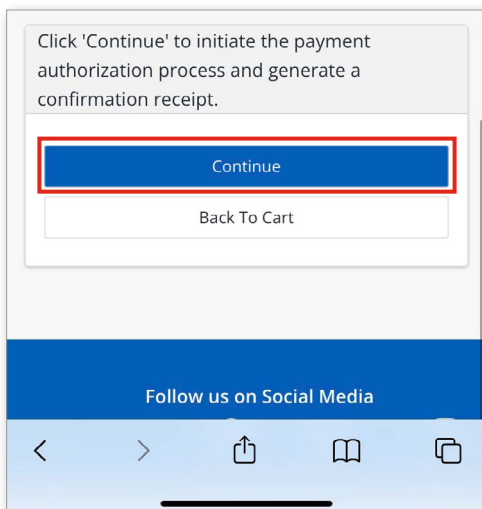 Click 'Continue' to initiate the payment
authorization process and generate a
confirmation receipt.
Continue
Back To Cart
Follow us on Social Media